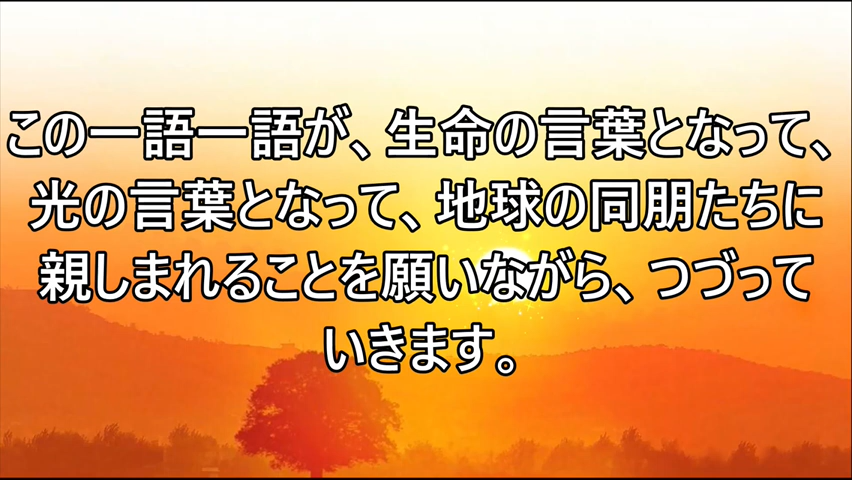 この一語一語が、生命の言葉となって、
光の言葉となって、地球の同朋たちに
親しまれることを願いながら、つづって
いきます。